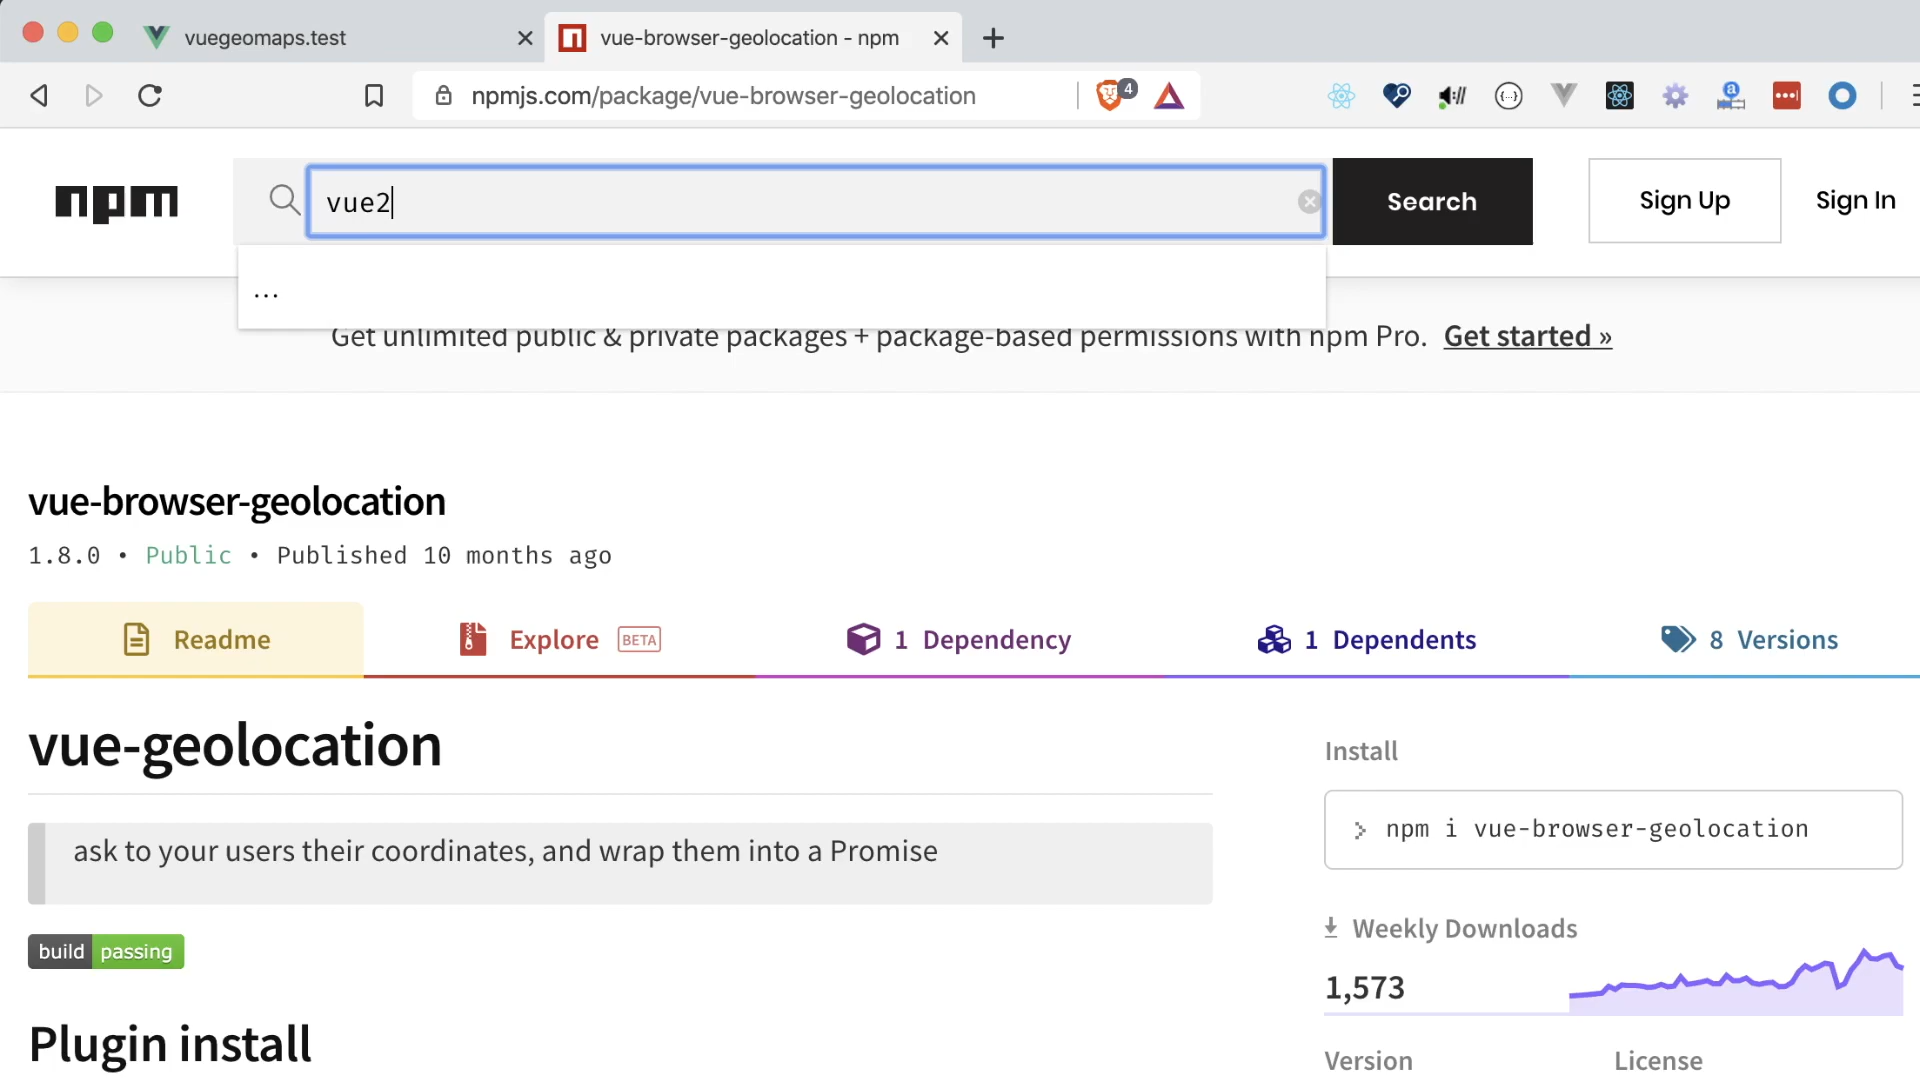 vuegeomaps.test
vue-browser-geolocation - npm
npmjs.com/package/vue-browser-geolocation
4
npm
vue2
Search
Sign Up
Sign In
...
Get unlimited public & private packages + package-based permissions with npm Pro. Get started »
vue-browser-geolocation
1.8.0 • Public • Published 10 months ago
Readme
Explore BETA
1 Dependency
1 Dependents
8 Versions
vue-geolocation
ask to your users their coordinates, and wrap them into a Promise
build passing
Plugin install
Install
> npm i vue-browser-geolocation
Weekly Downloads
1,573
Version
License